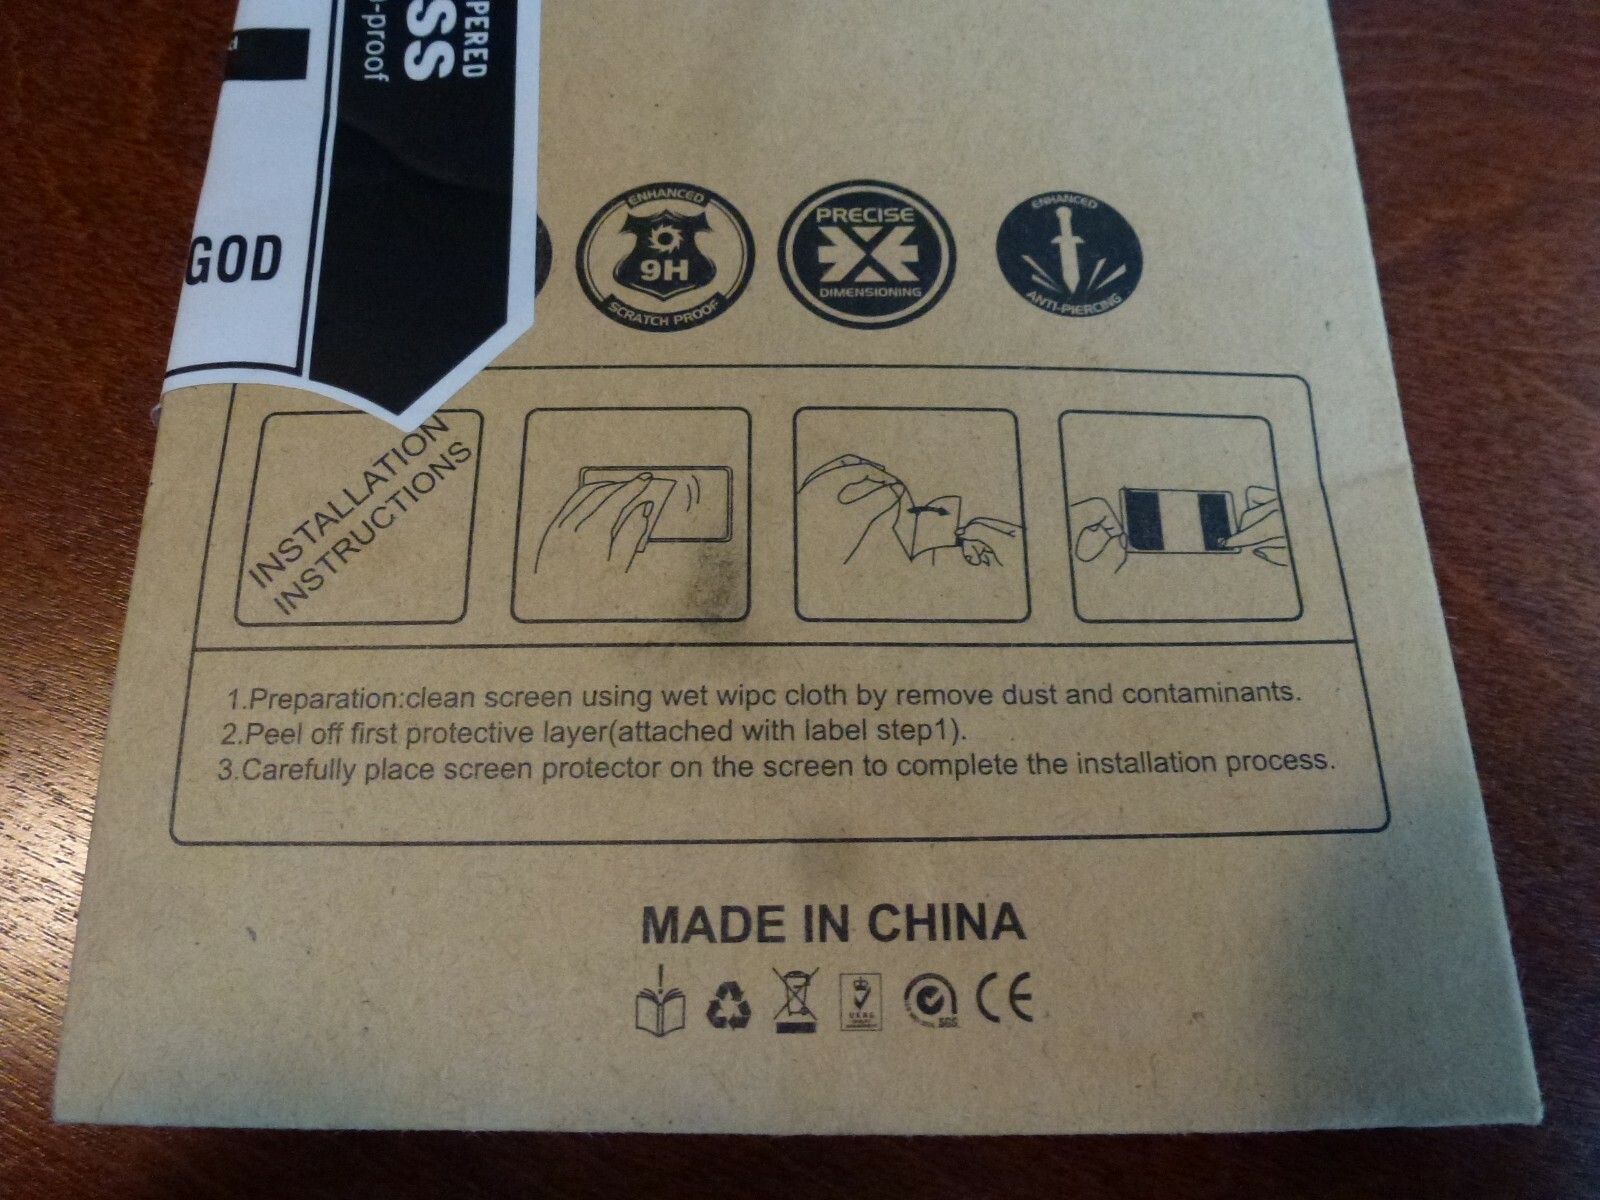 PERED
SS
-proof
GOD
ENHANCED
9H
SCRATCH PROOF
PRECISE
DIMENSIONING
ENHANCED
ANTI-PIERCING
INSTALLATION
INSTRUCTIONS
1.Preparation:clean screen using wet wipc cloth by remove dust and contaminants.
2.Peel off first protective layer(attached with label step1).
3.Carefully place screen protector on the screen to complete the installation process.
MADE IN CHINA
SGS
CE